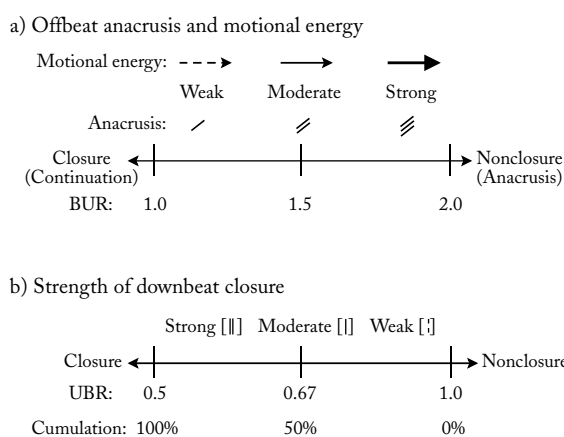 a) Offbeat anacrusis and motional energy
Motional energy:
Weak Moderate Strong
Anacrusis:
Closure Nonclosure
(Continuation) (Anacrusis)
BUR: 1.0 1.5 2.0
b) Strength of downbeat closure
Strong [‖] Moderate [|] Weak [¦]
Closure Nonclosure
UBR: 0.5 0.67 1.0
Cumulation: 100% 50% 0%